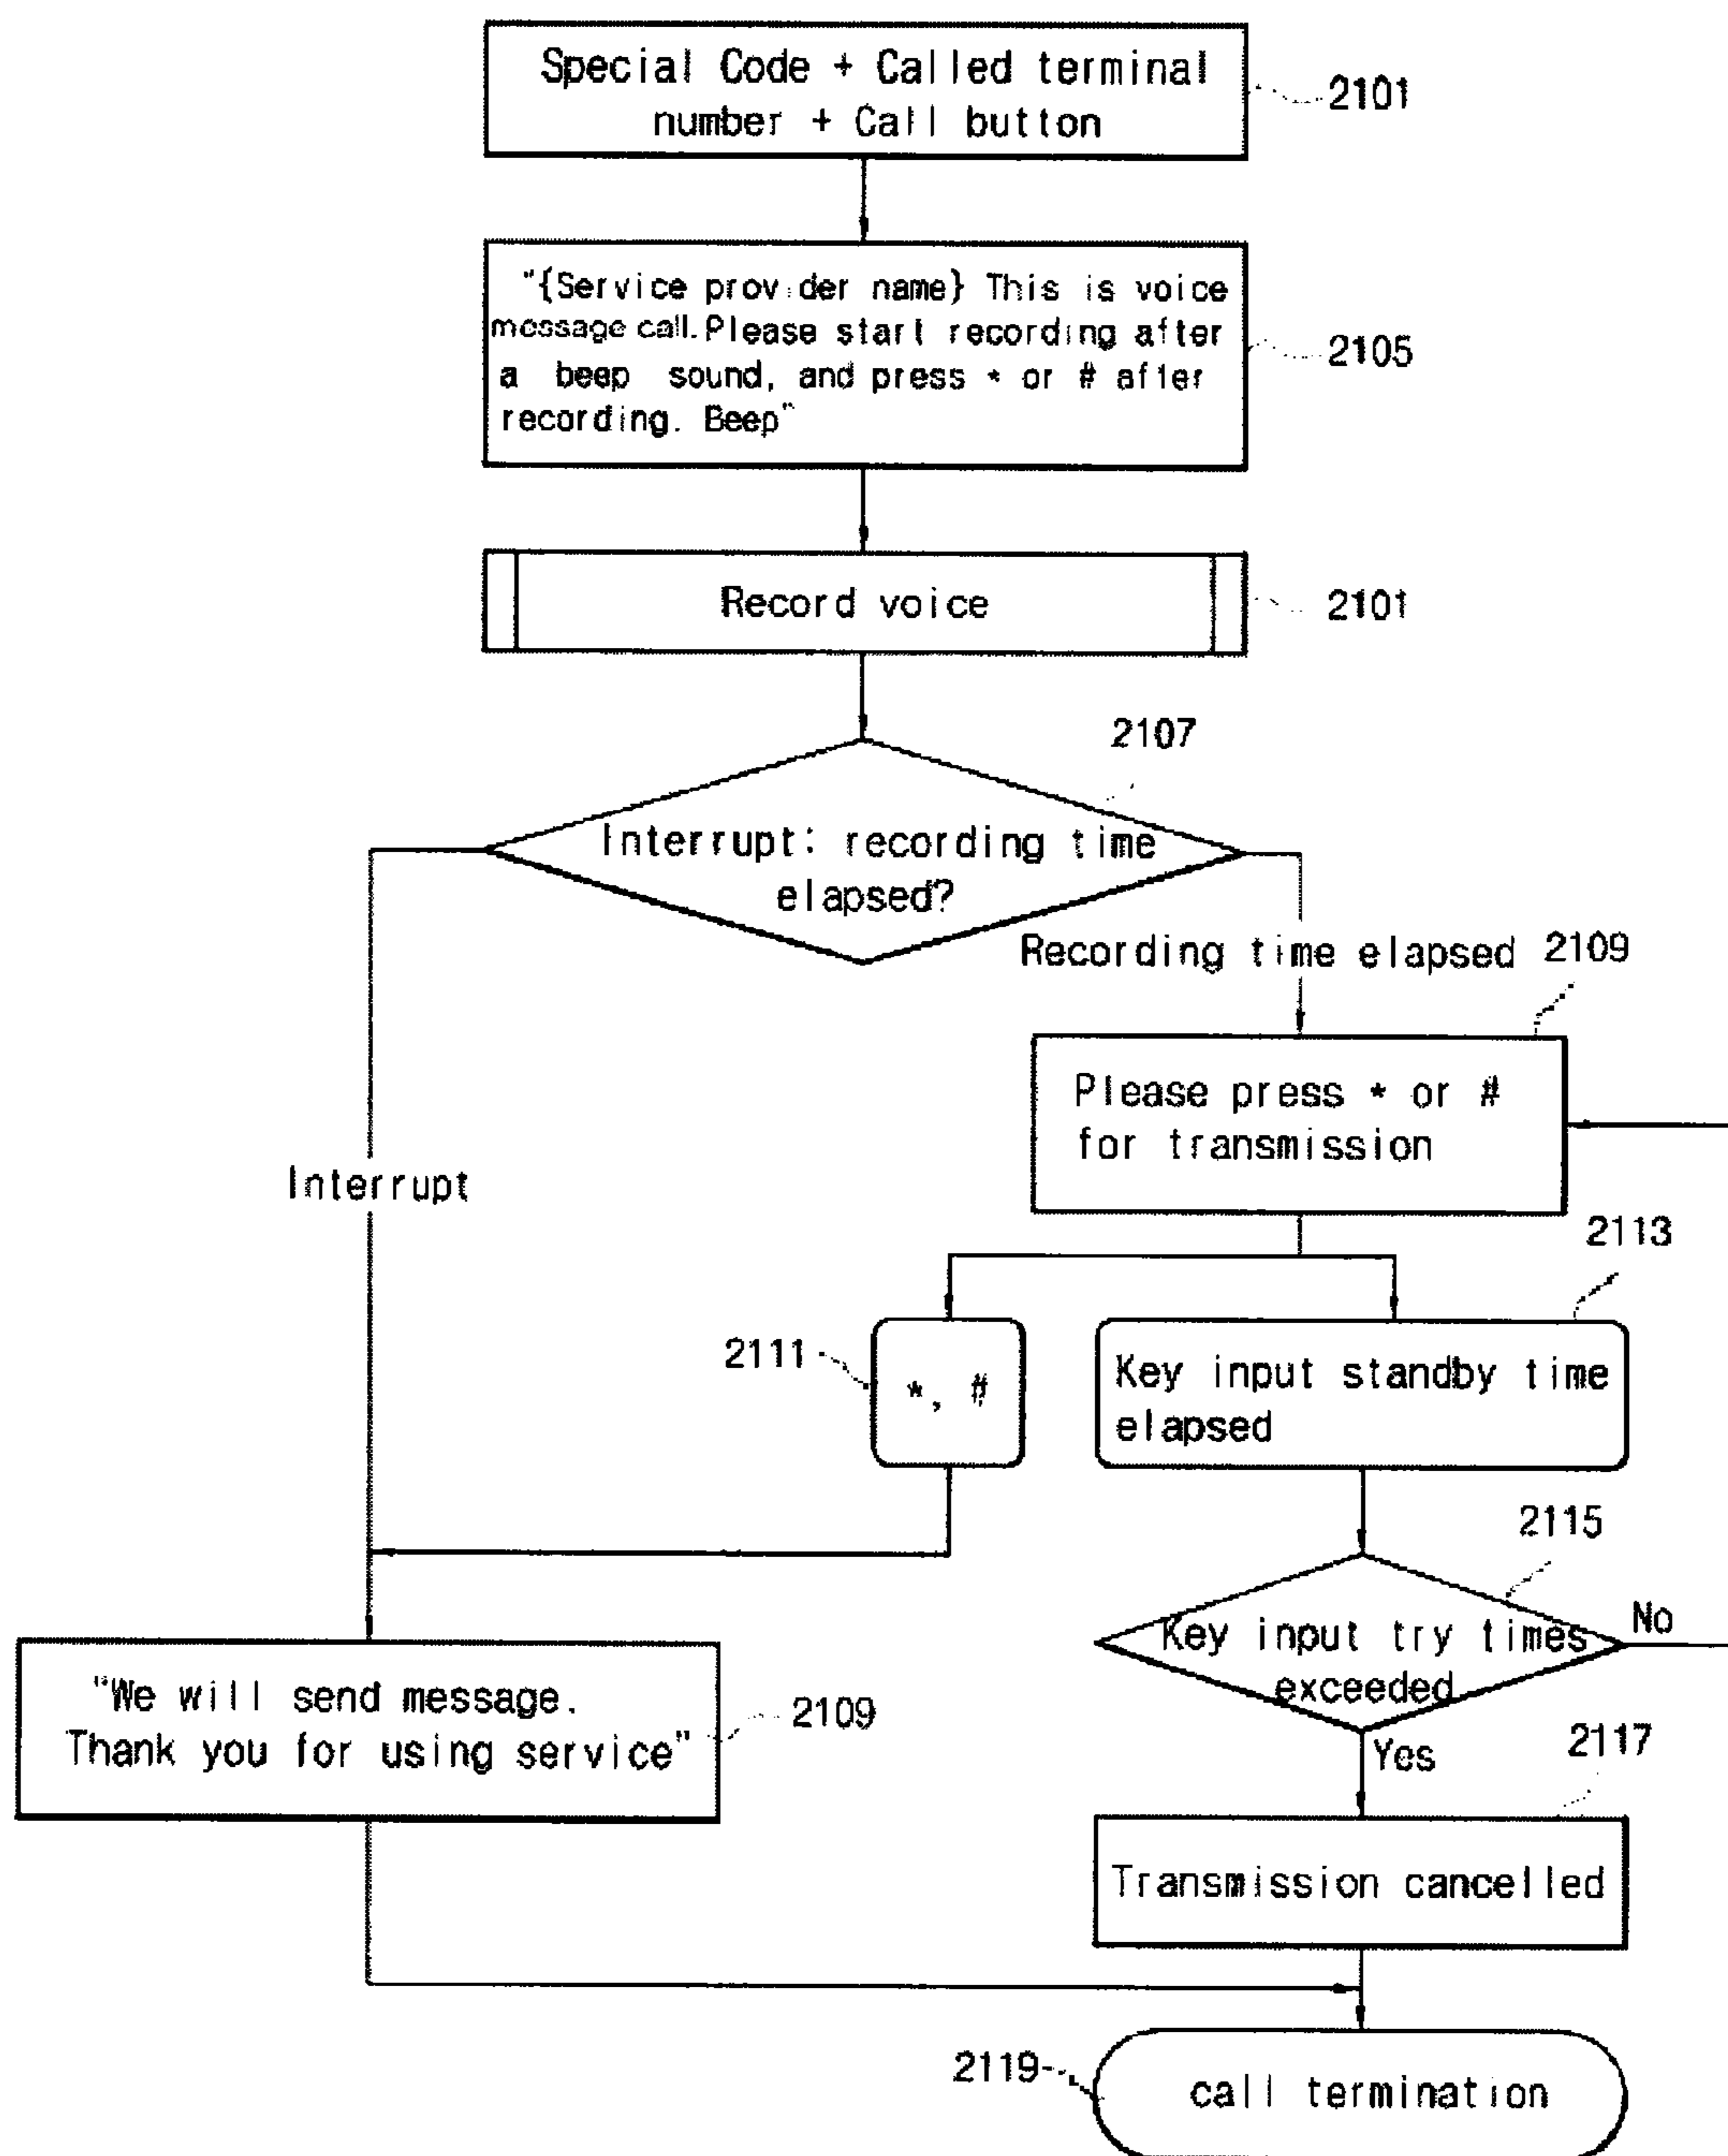 Special Code + Called terminal
number + Call button
2101
"{Service provider name} This is voice
message call. Please start recording after
a beep sound, and press * or # after
recording. Beep"
2105
Record voice
2101
2107
Interrupt: recording time
elapsed?
Recording time elapsed
2109
Please press * or #
for transmission
Interrupt
2113
2111
*, #
Key input standby time
elapsed
2115
Key input try times
exceeded
No
"We will send message.
Thank you for using service"
2109
Yes
2117
Transmission cancelled
2119
call termination